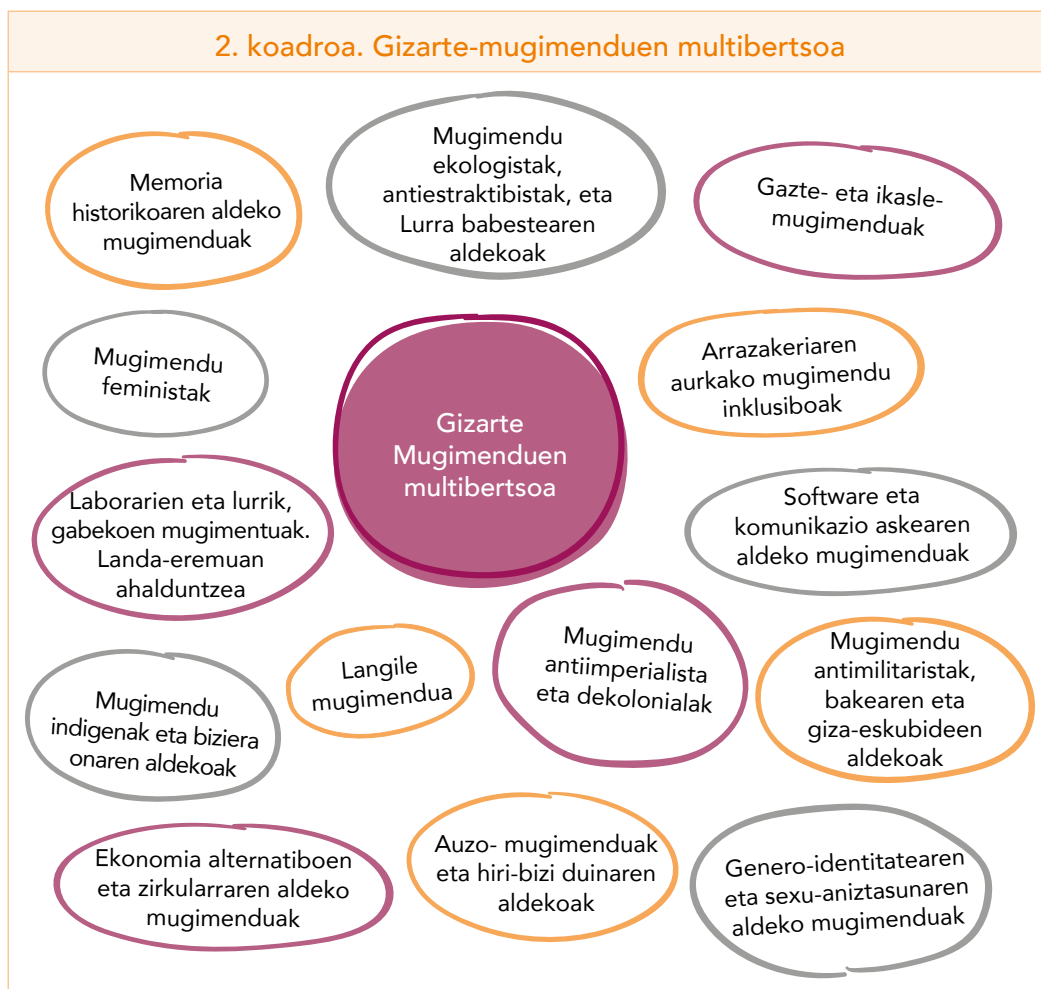 2. koadroa. Gizarte-mugimenduen multibertsoa
Memoria
historikoaren aldeko
mugimenduak
Mugimendu
ekologistak,
antiestraktibistak, eta
Lurra babestearen
aldekoak
Gazte- eta ikasle-
mugimenduak
Mugimendu
feministak
Gizarte
Mugimenduen
multibertsoa
Arrazakeriaren
aurkako mugimendu
inklusiboak
Laborarien eta lurrik,
gabekoen mugimentuak.
Landa-eremuan
ahalduntzea
Software eta
komunikazio askearen
aldeko mugimenduak
Mugimendu
indigenak eta biziera
onaren aldekoak
Langile
mugimendua
Mugimendu
antiimperialista
eta dekolonialak
Mugimendu
antimilitaristak,
bakearen eta
giza-eskubideen
aldekoak
Ekonomia alternatiboen
eta zirkularraren aldeko
mugimenduak
Auzo- mugimenduak
eta hiri-bizi duinaren
aldekoak
Genero-identitatearen
eta sexu-aniztasunaren
aldeko mugimenduak